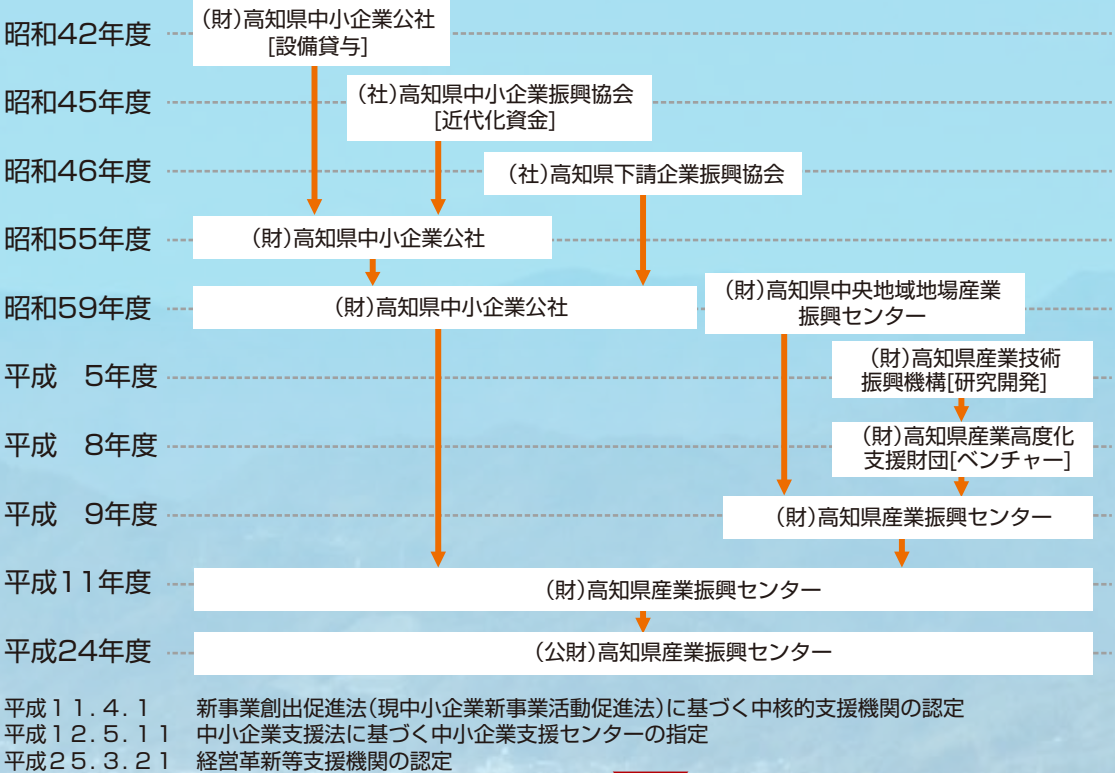 昭和42年度
(財)高知県中小企業公社
[設備貸与]
昭和45年度
(社)高知県中小企業振興協会
[近代化資金]
昭和46年度
(社)高知県下請企業振興協会
昭和55年度
(財)高知県中小企業公社
昭和59年度
(財)高知県中小企業公社
(財)高知県中央地域地場産業
振興センター
平成 5年度
(財)高知県産業技術
振興機構[研究開発]
平成 8年度
(財)高知県産業高度化
支援財団[ベンチャー]
平成 9年度
(財)高知県産業振興センター
平成11年度
(財)高知県産業振興センター
平成24年度
(公財)高知県産業振興センター
平成11.4.1 新事業創出促進法(現中小企業新事業活動促進法)に基づく中核的支援機関の認定
平成12.5.11 中小企業支援法に基づく中小企業支援センターの指定
平成25.3.21 経営革新等支援機関の認定